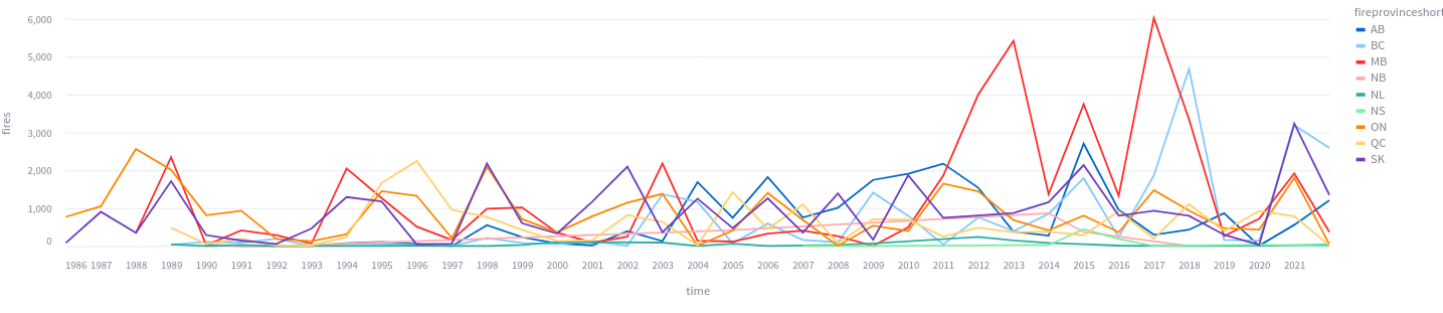 fireprovinceshort
AB
BC
MB
NB
NL
NS
ON
QC
SK
fires
6,000
5,000
4,000
3,000
2,000
1,000
0
1986 1987 1988 1989 1990 1991 1992 1993 1994 1995 1996 1997 1998 1999 2000 2001 2002 2003 2004 2005 2006 2007 2008 2009 2010 2011 2012 2013 2014 2015 2016 2017 2018 2019 2020 2021
time